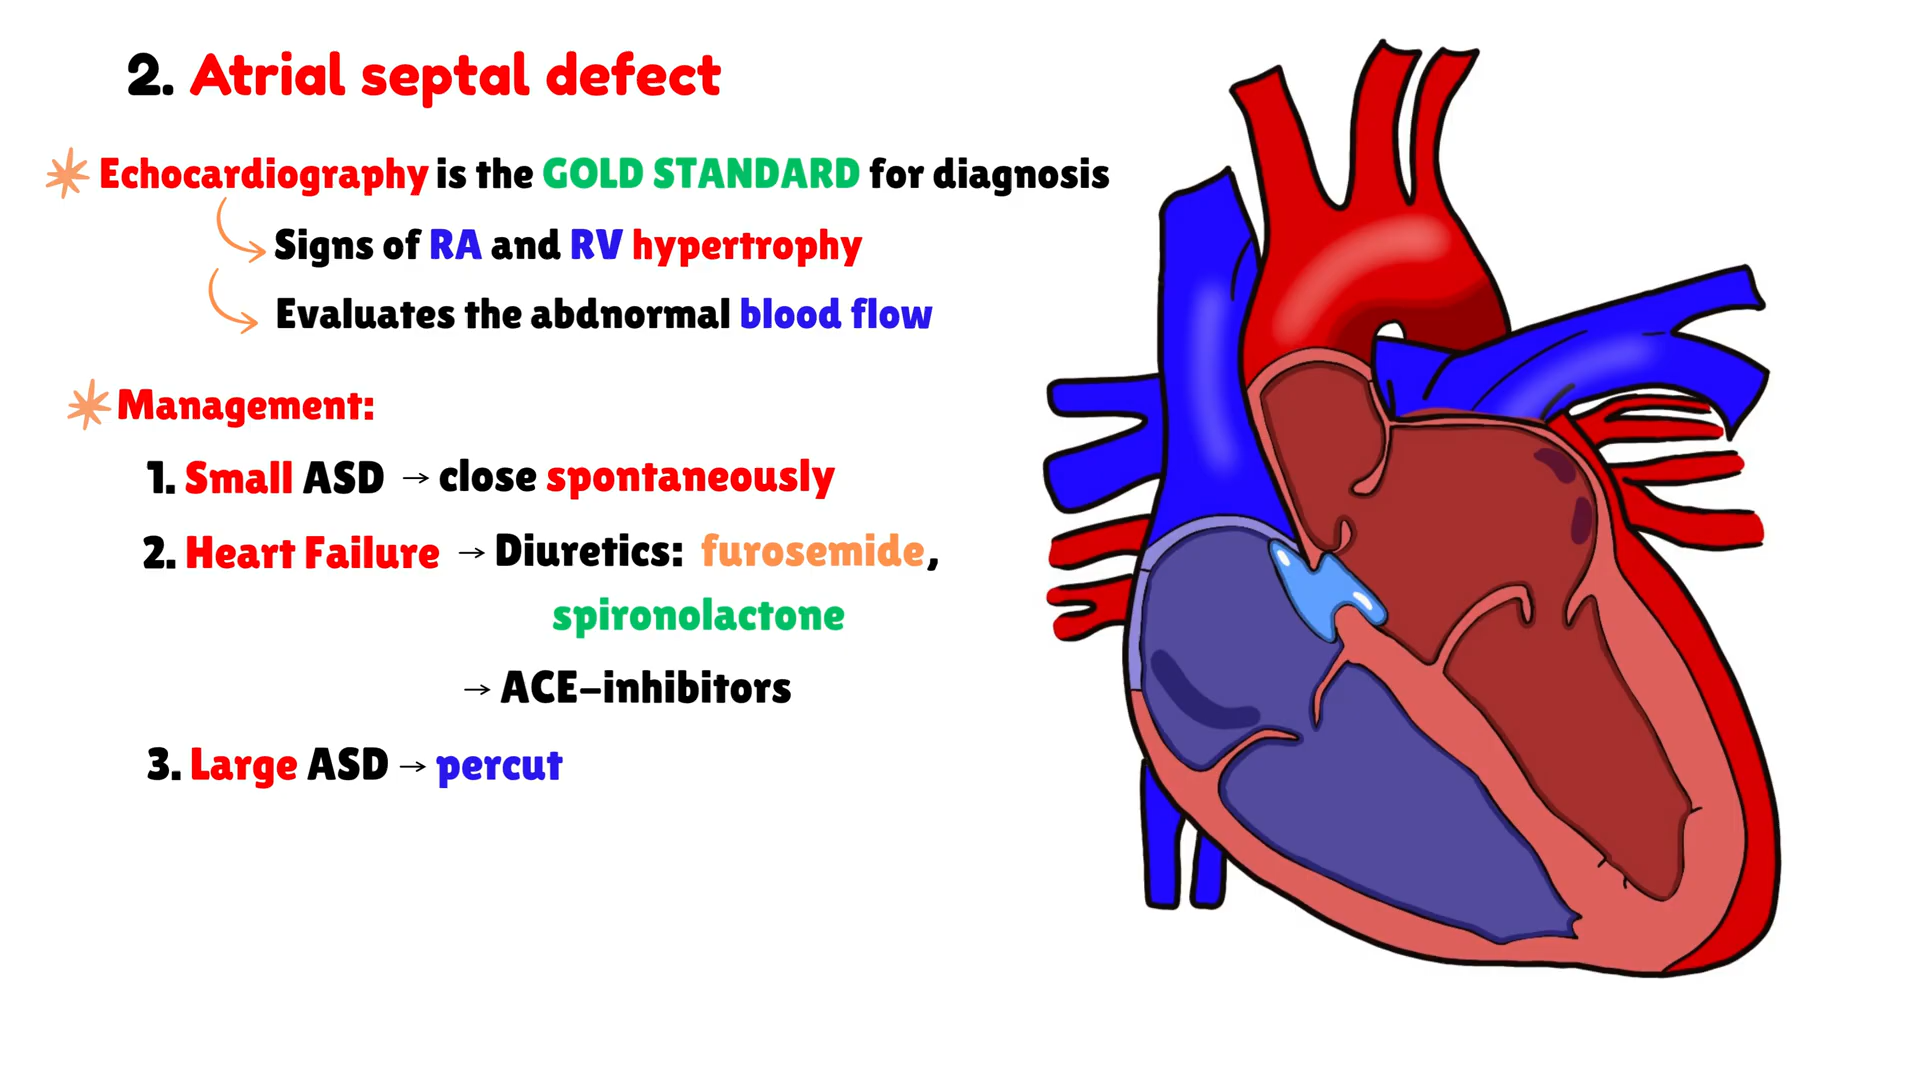 2. Atrial septal defect
Echocardiography is the GOLD STANDARD for diagnosis
Signs of RA and RV hypertrophy
Evaluates the abdnormal blood flow
Management:
1. Small ASD → close spontaneously
2. Heart Failure → Diuretics: furosemide,
spironolactone
→ ACE-inhibitors
3. Large ASD → percut